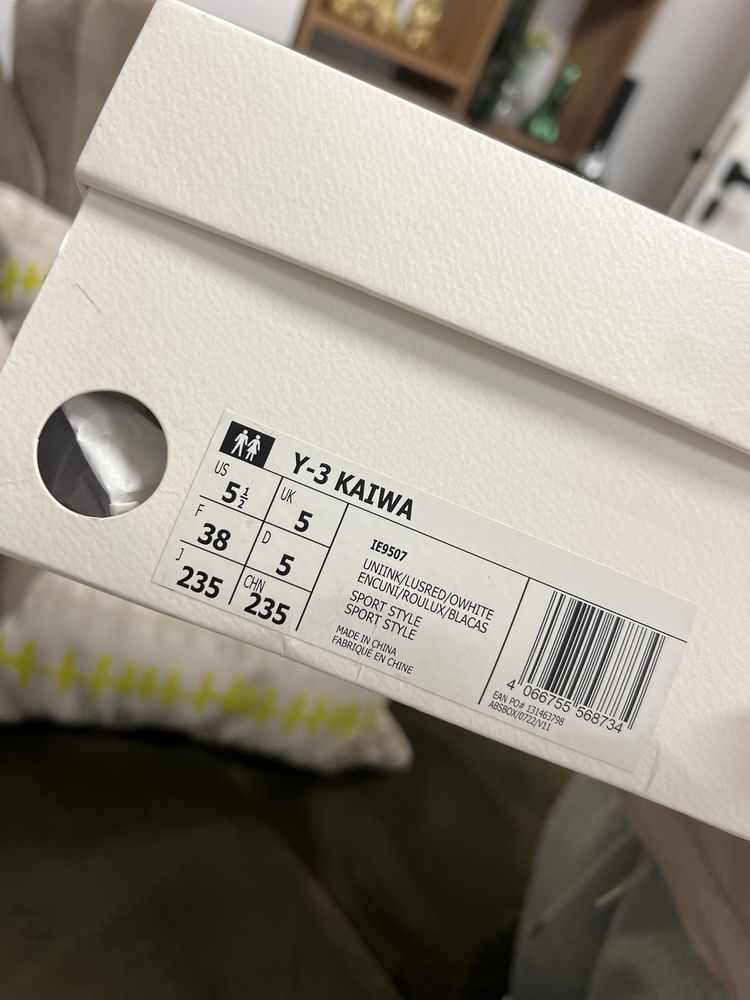 Y-3 KAIWA
US 5½
UK 5
F 38
D 5
J 235
CHN 235
IE9507
UNIINK/LUSRED/OWHITE
ENCUNI/ROULUX/BLACAS
SPORT STYLE
SPORT STYLE
MADE IN CHINA
FABRIQUÉ EN CHINE
4 066755 568734
EAN PO# 131463798
ABSBOX/0722/V11